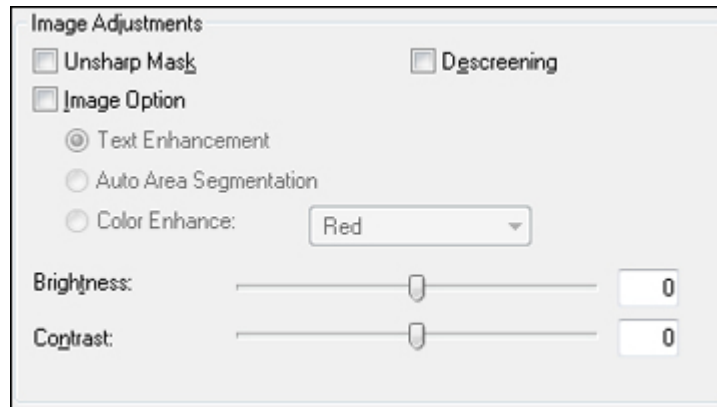 Image Adjustments
Unsharp Mask Descreening
Image Option
Text Enhancement
Auto Area Segmentation
Color Enhance: Red
Brightness: 0
Contrast: 0